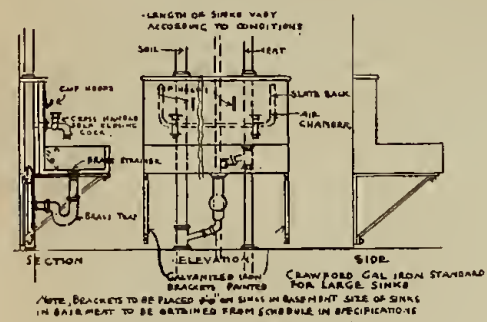 LENGTH OF SINKS VARY
ACCORDING TO CONDITIONS
SOIL
VENT
CUP HOOKS
SLATE BACK
CROSS HANDLE
SELF CLOSING
COCK
AIR
CHAMBER
BRASS STRAINER
BRASS TRAP
SECTION
ELEVATION
SIDE
GALVANIZED IRON
BRACKETS PAINTED
CRAWFORD GAL IRON STANDARD
FOR LARGE SINKS
NOTE, BRACKETS TO BE PLACED ON SINKS IN BASEMENT SIZE OF SINKS
IN BASEMENT TO BE OBTAINED FROM SCHEDULE IN SPECIFICATIONS